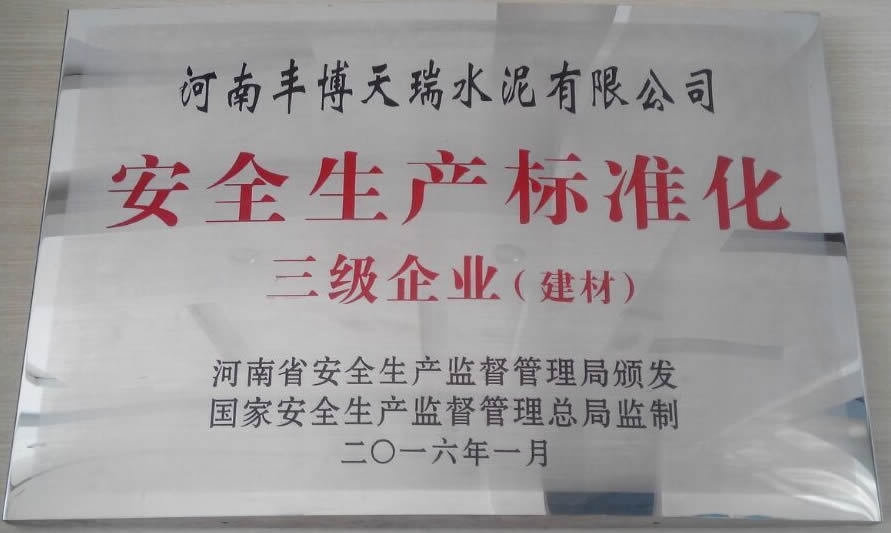 河南丰博天瑞水泥有限公司
安全生产标准化
三级企业（建材）
河南省安全生产监督管理局颁发
国家安全生产监督管理总局监制
二〇一六年一月